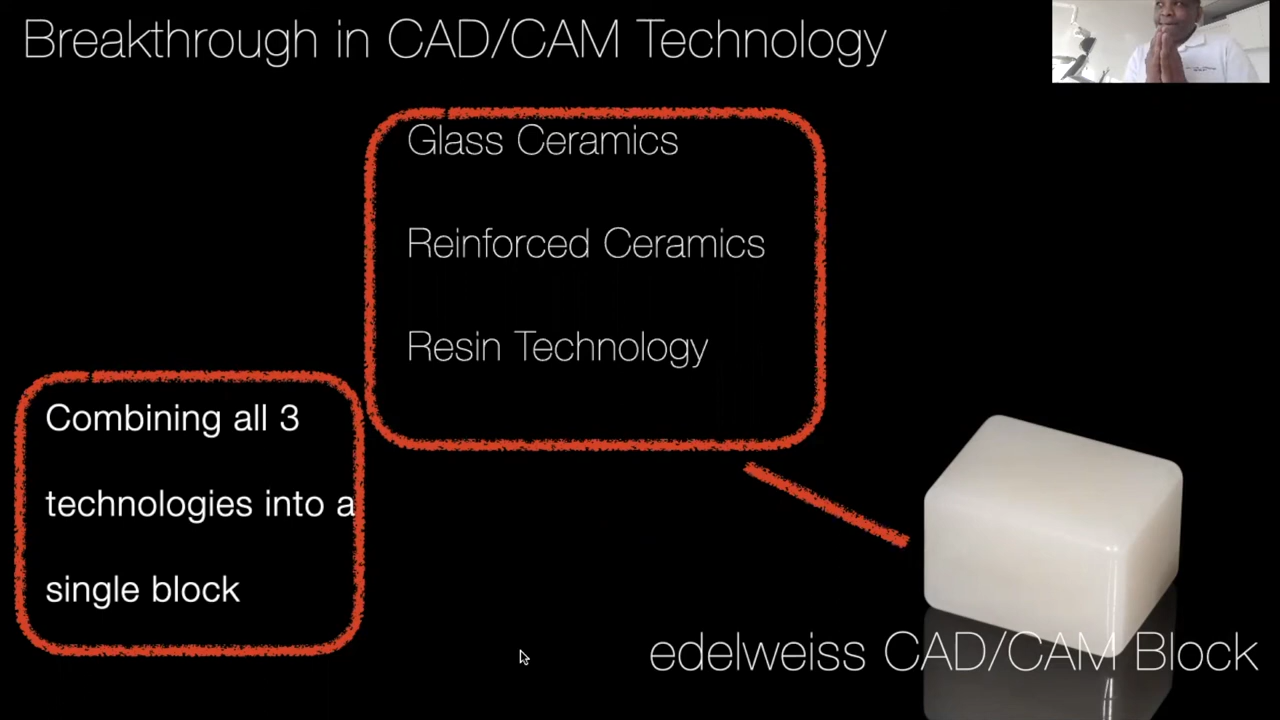 Breakthrough in CAD/CAM Technology
Glass Ceramics
Reinforced Ceramics
Resin Technology
Combining all 3
technologies into a
single block
edelweiss CAD/CAM Block